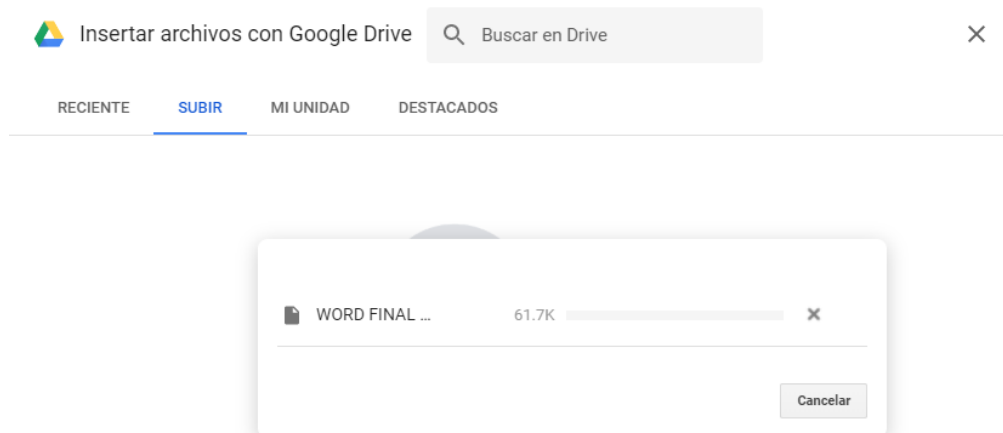 Insertar archivos con Google Drive
Buscar en Drive
RECIENTE SUBIR MI UNIDAD DESTACADOS
WORD FINAL ... 61.7K
Cancelar